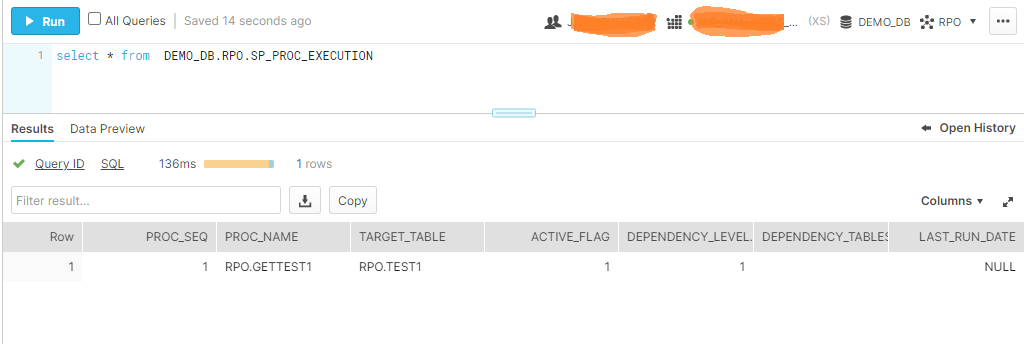 Run All Queries | Saved 14 seconds ago (XS) DEMO_DB RPO
1 select * from DEMO_DB.RPO.SP_PROC_EXECUTION
Results Data Preview Open History
Query ID SQL 136ms 1 rows
Filter result... Copy Columns
Row PROC_SEQ PROC_NAME TARGET_TABLE ACTIVE_FLAG DEPENDENCY_LEVEL. DEPENDENCY_TABLES LAST_RUN_DATE
1 1 RPO.GETTEST1 RPO.TEST1 1 1 NULL